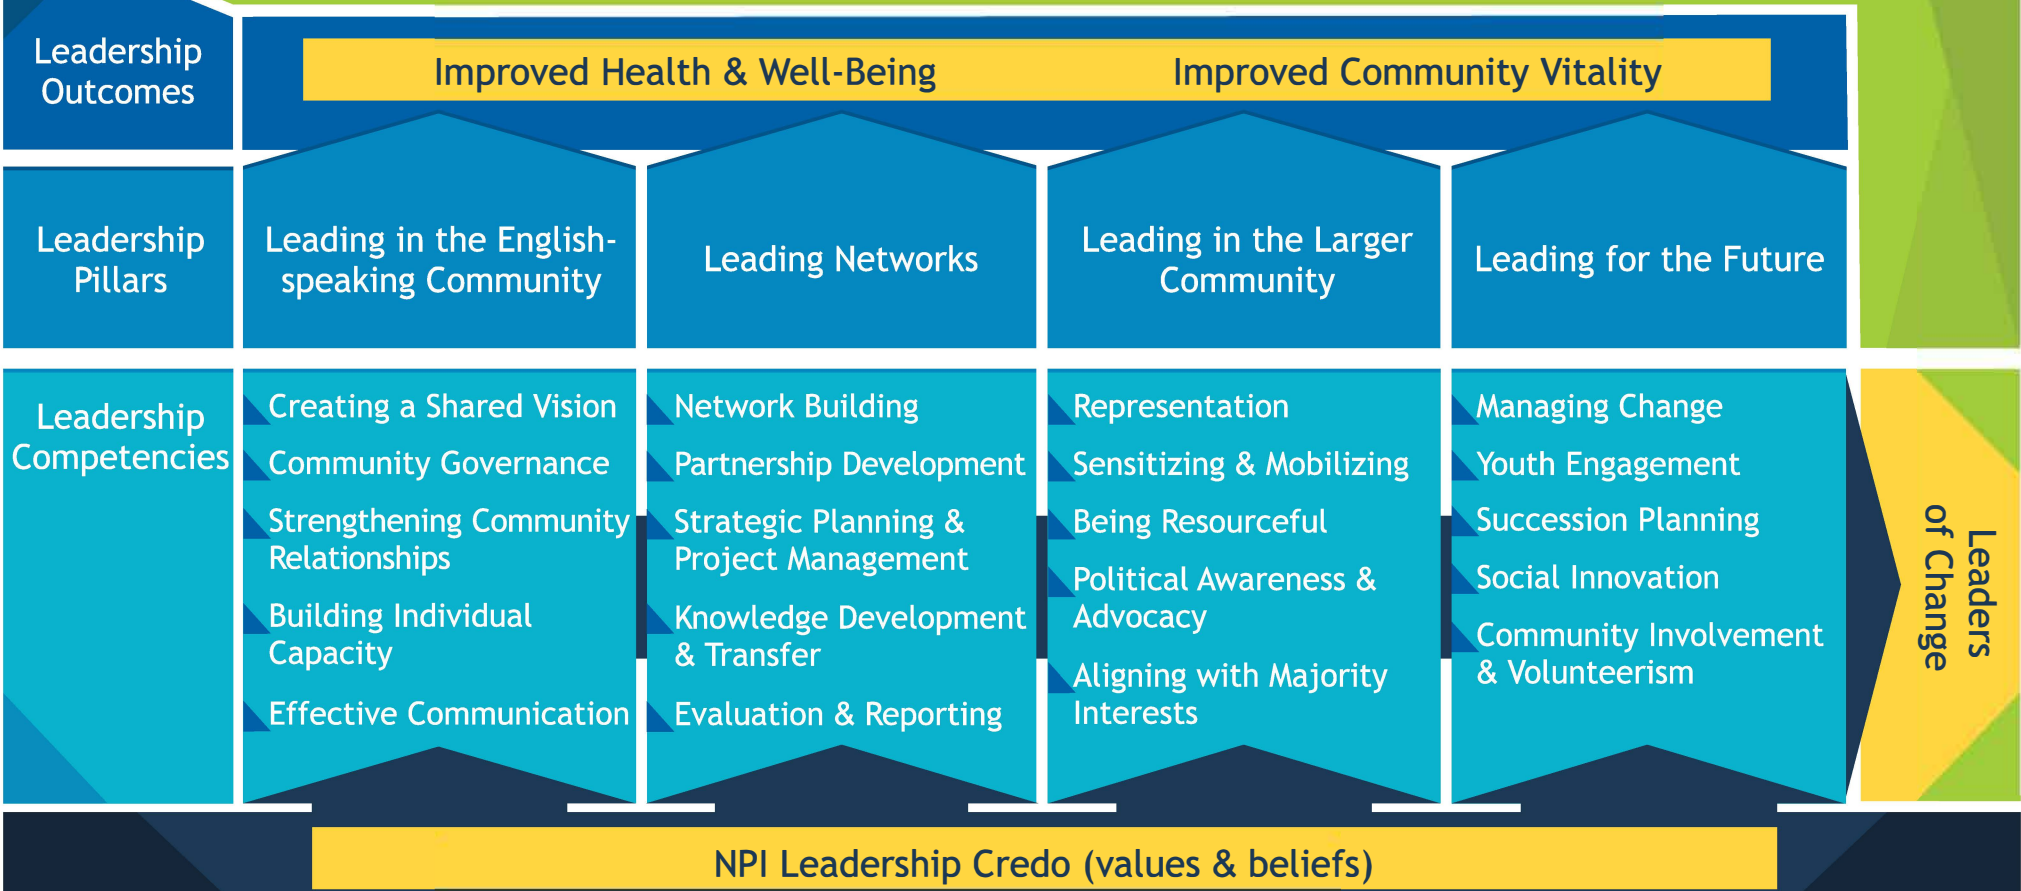 Leadership
Outcomes
Improved Health & Well-Being
Improved Community Vitality
Leadership
Pillars
Leading in the English-
speaking Community
Leading Networks
Leading in the Larger
Community
Leading for the Future
Leadership
Competencies
Creating a Shared Vision
Community Governance
Strengthening Community
Relationships
Building Individual
Capacity
Effective Communication
Network Building
Partnership Development
Strategic Planning &
Project Management
Knowledge Development
& Transfer
Evaluation & Reporting
Representation
Sensitizing & Mobilizing
Being Resourceful
Political Awareness &
Advocacy
Aligning with Majority
Interests
Managing Change
Youth Engagement
Succession Planning
Social Innovation
Community Involvement
& Volunteerism
Leaders
of Change
NPI Leadership Credo (values & beliefs)